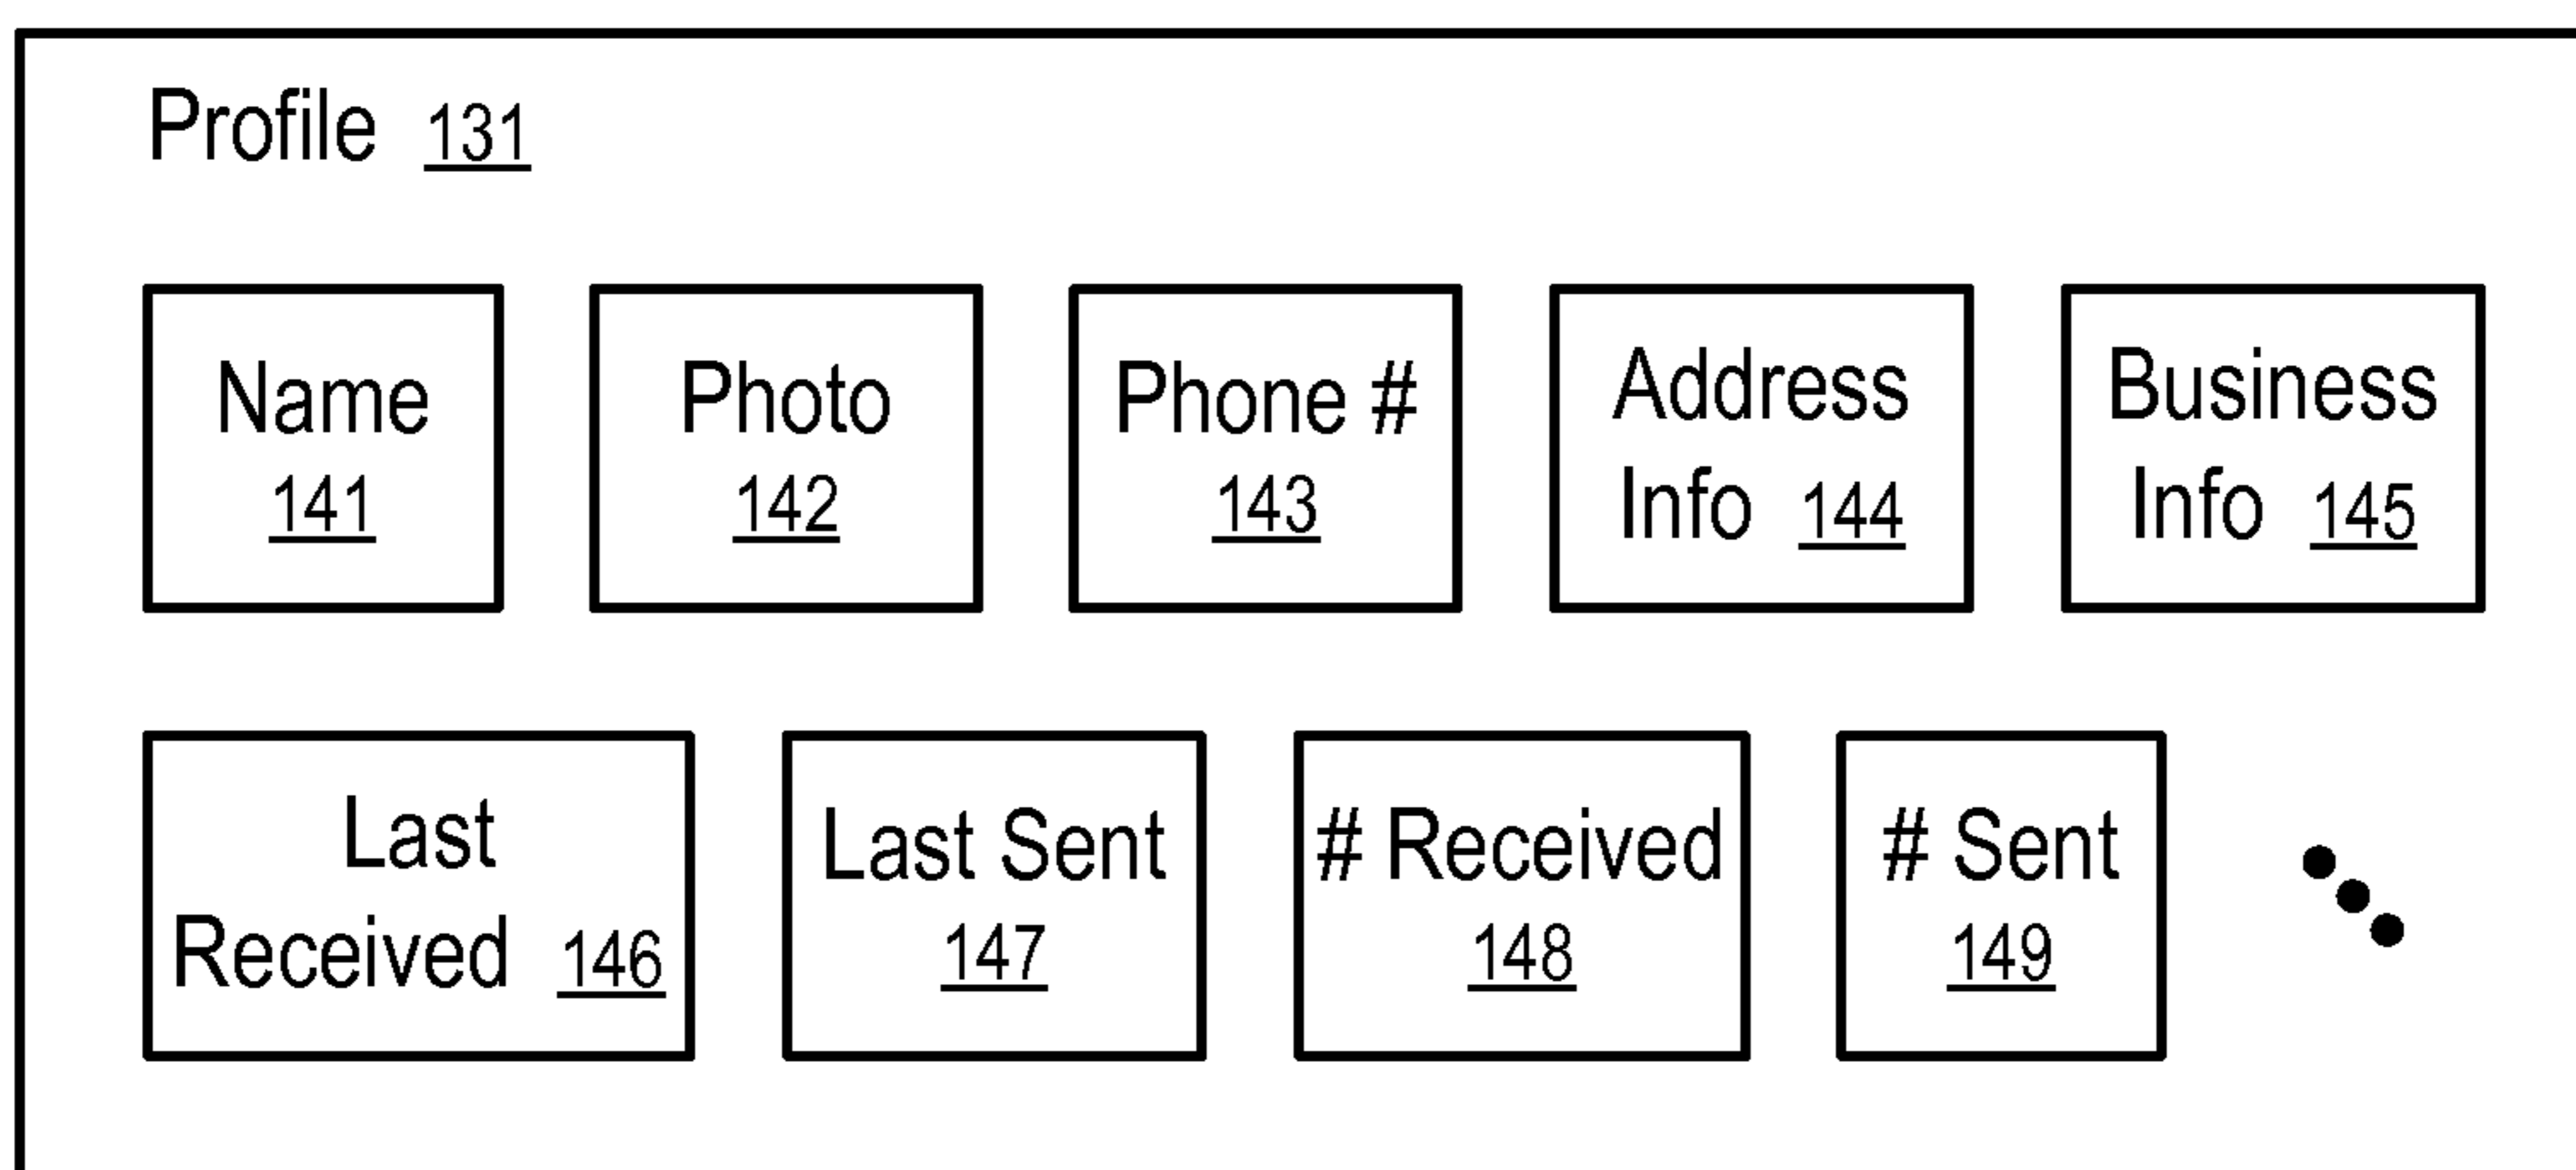 Profile 131
Name
141
Photo
142
Phone #
143
Address
Info 144
Business
Info 145
Last
Received 146
Last Sent
147
# Received
148
# Sent
149